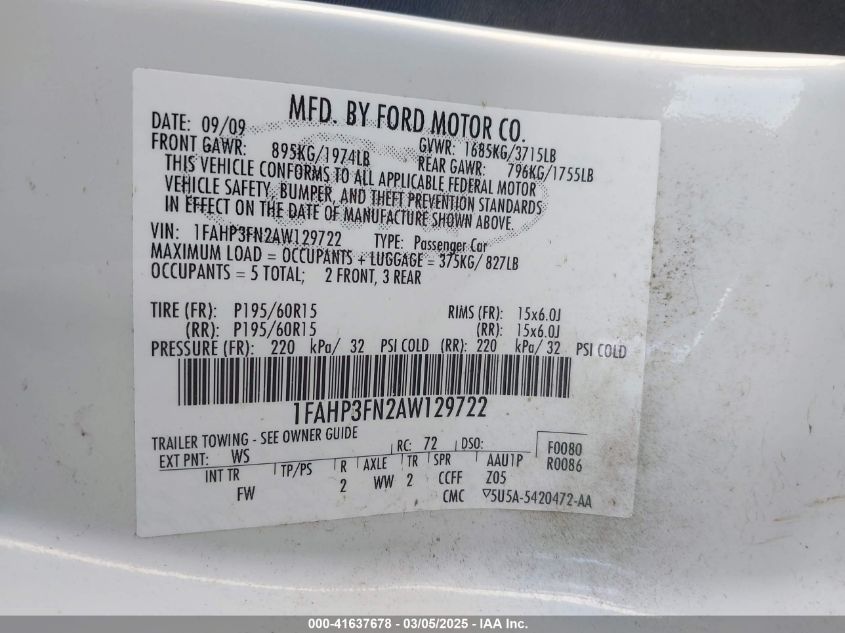 MFD. BY FORD MOTOR CO.
DATE: 09/09 GVWR: 1685KG/3715LB
FRONT GAWR: 895KG/1974LB REAR GAWR: 796KG/1755LB
THIS VEHICLE CONFORMS TO ALL APPLICABLE FEDERAL MOTOR
VEHICLE SAFETY, BUMPER, AND THEFT PREVENTION STANDARDS
IN EFFECT ON THE DATE OF MANUFACTURE SHOWN ABOVE.
VIN: 1FAHP3FN2AW129722 TYPE: Passenger Car
MAXIMUM LOAD = OCCUPANTS + LUGGAGE = 375KG/ 827LB
OCCUPANTS = 5 TOTAL; 2 FRONT, 3 REAR
TIRE (FR): P195/60R15 RIMS (FR): 15x6.0J
(RR): P195/60R15 (RR): 15x6.0J
PRESSURE (FR): 220 kPa/ 32 PSI COLD (RR): 220 kPa/ 32 PSI COLD
1FAHP3FN2AW129722
TRAILER TOWING - SEE OWNER GUIDE
EXT PNT: WS RC: 72 DSO: F0080
R0086
INT TR TP/PS R AXLE TR SPR AAU1P
FW 2 WW 2 CCFF Z05
CMC ▽5U5A-5420472-AA
000-41637678 - 03/05/2025 - IAA Inc.